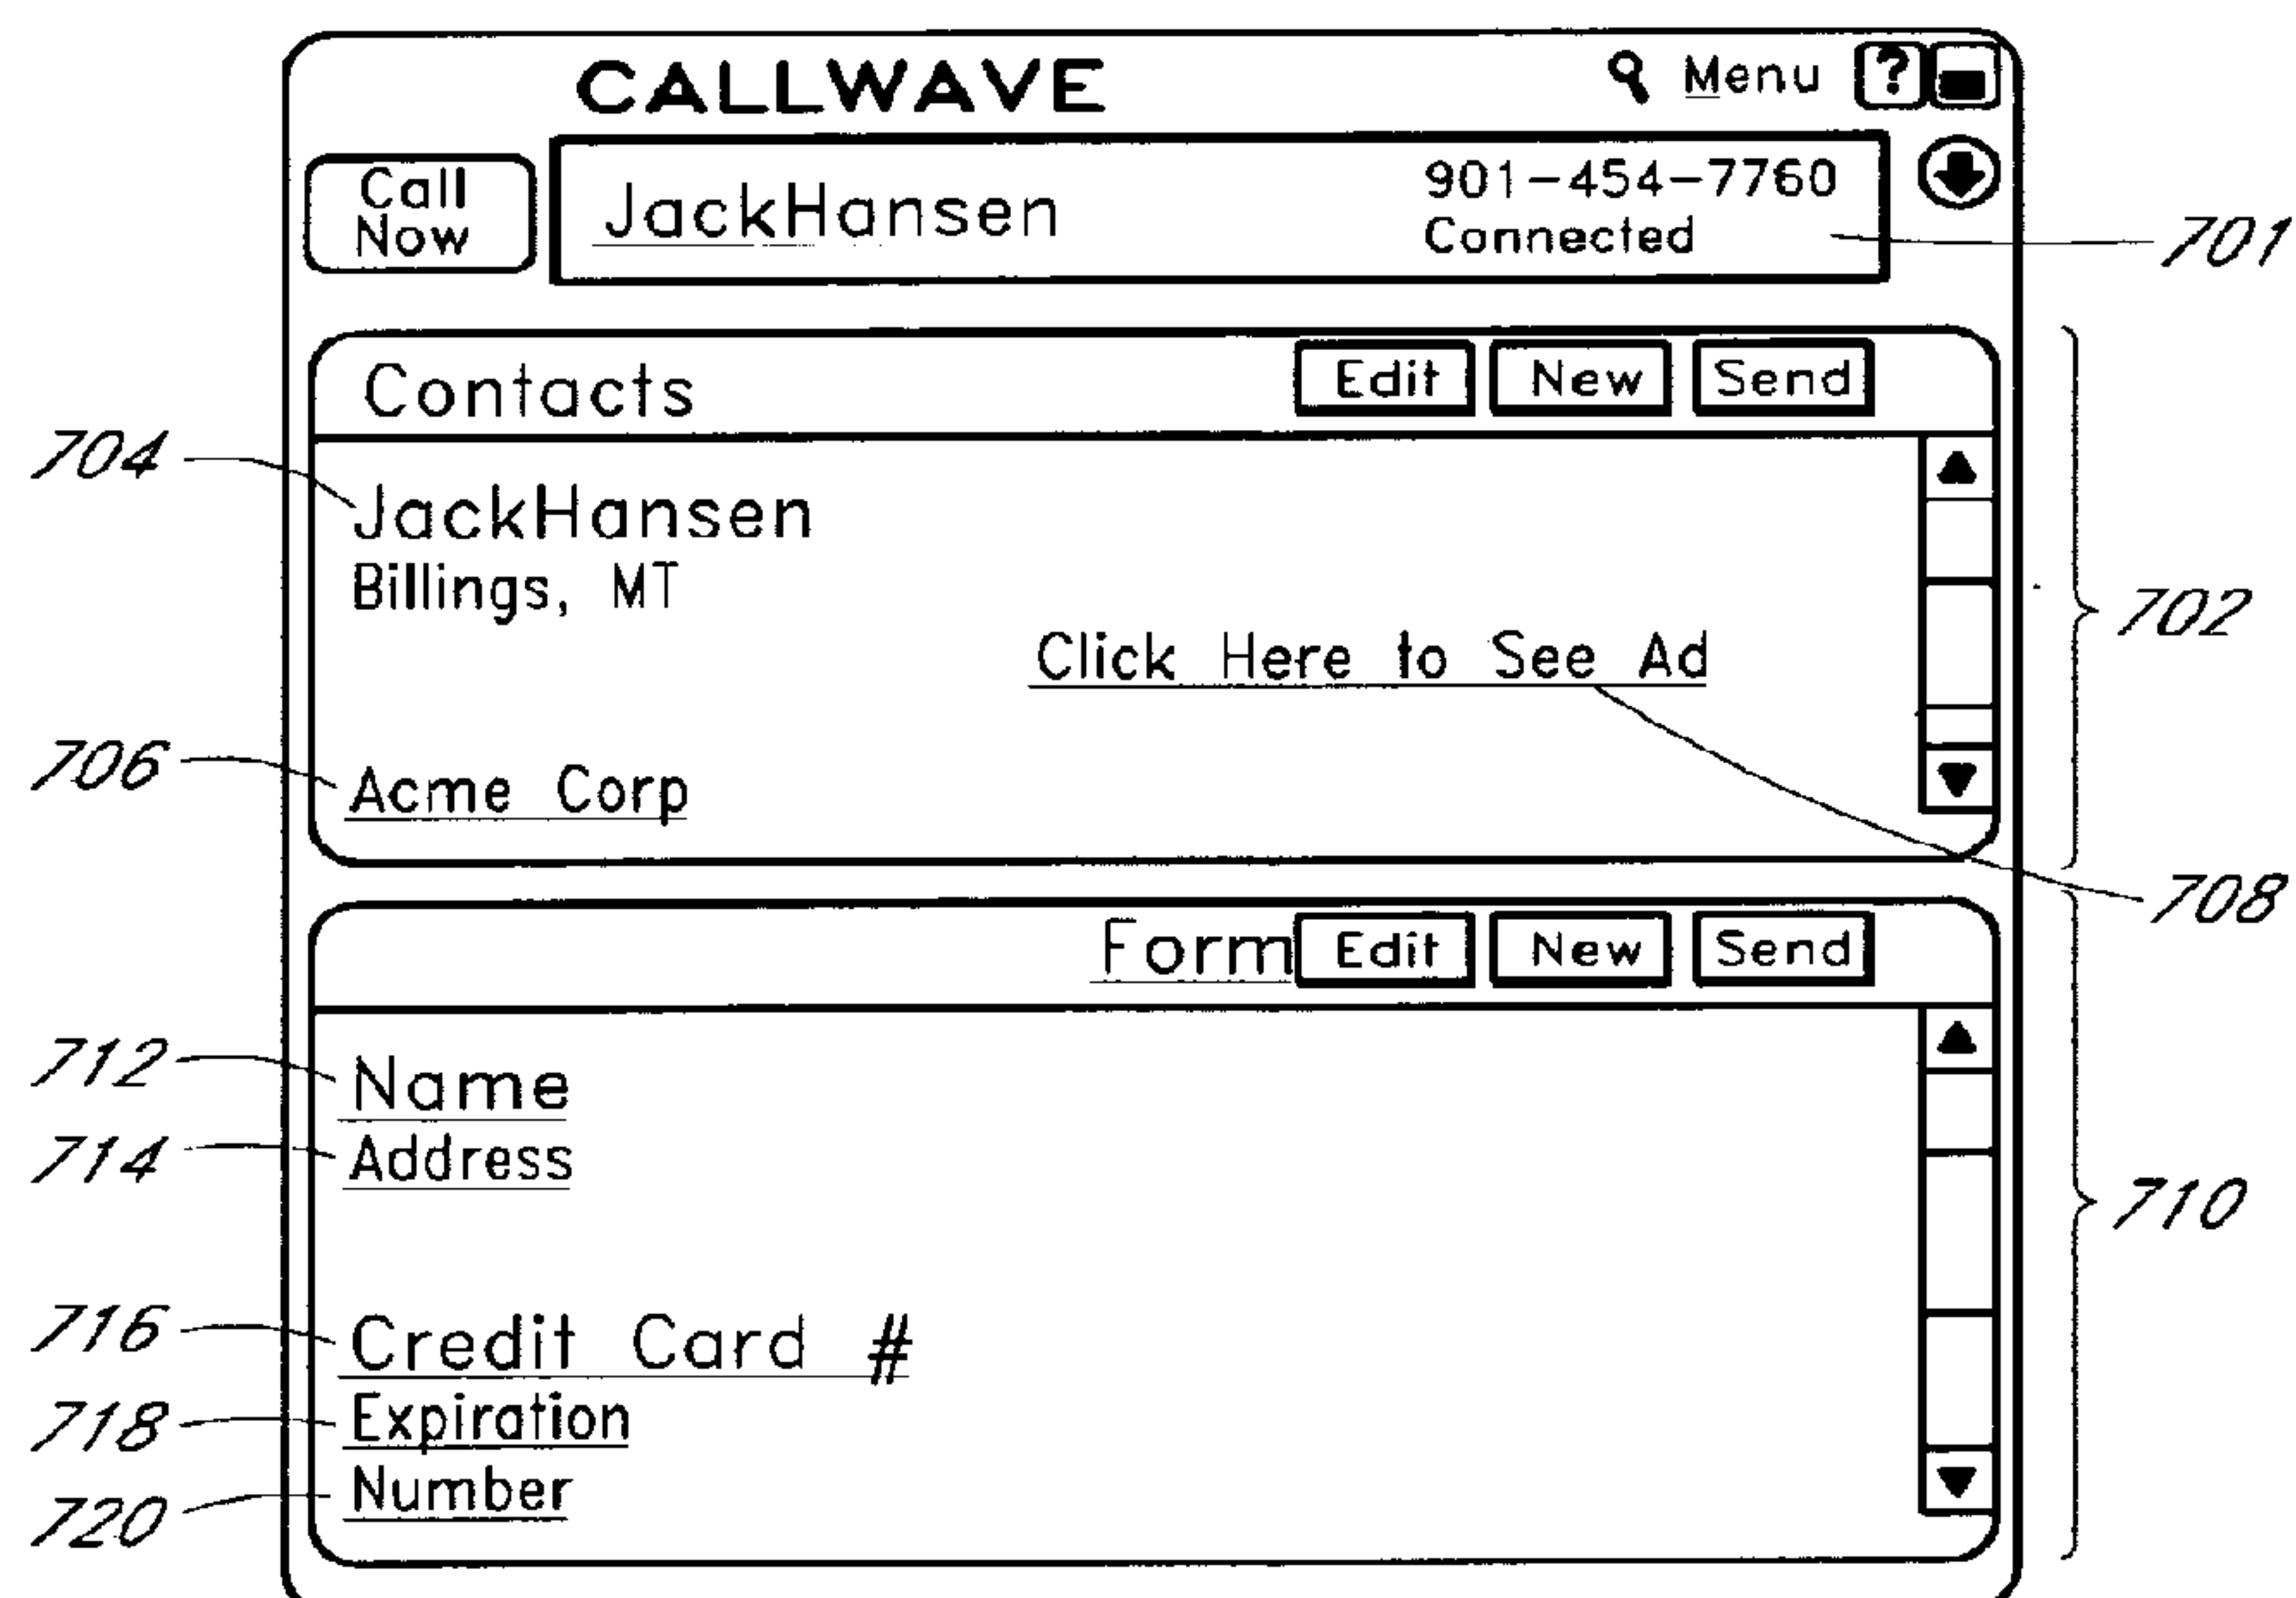 CALLWAVE Menu ?
Call Now
JackHansen 901-454-7760
Connected
701
Contacts Edit New Send
704
JackHansen
Billings, MT
702
Click Here to See Ad
706
Acme Corp
708
Form Edit New Send
712
Name
714
Address
710
716
Credit Card #
718
Expiration
720
Number